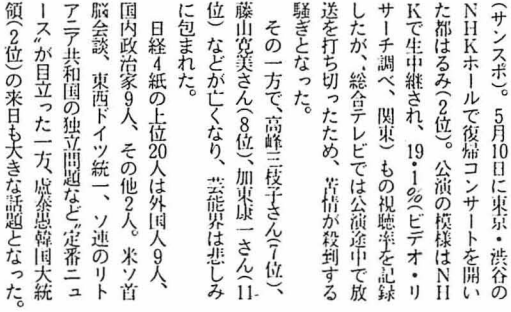 (サンスポ)。5月10日に東京・渋谷の
NHKホールで復帰コンサートを開い
た都はるみ(2位)。公演の模様はNH
Kで生中継され、19・1%(ビデオ・リ
サーチ調べ、関東)もの視聴率を記録
したが、総合テレビでは公演途中で放
送を打ち切ったため、苦情が殺到する
騒ぎとなった。
その一方で、高峰三枝子さん(7位)、
藤山寛美さん(8位)、加東康一さん(11
位)などが亡くなり、芸能界は悲しみ
に包まれた。
日経4紙の上位20人は外国人9人、
国内政治家9人、その他2人。米ソ首
脳会談、東西ドイツ統一、ソ連のリト
アニア共和国の独立問題など“定番ニュ
ース”が目立った一方、盧泰愚韓国大統
領(2位)の来日も大きな話題となった。